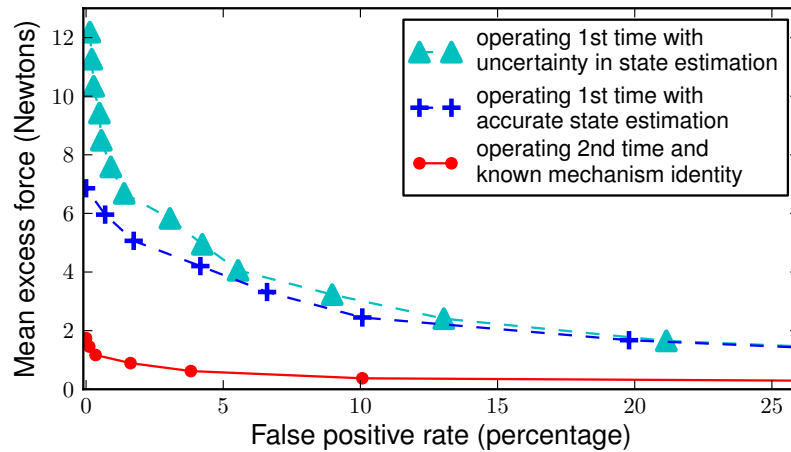 12
10
8
6
4
2
0
Mean excess force (Newtons)
operating 1st time with
uncertainty in state estimation
operating 1st time with
accurate state estimation
operating 2nd time and
known mechanism identity
0 5 10 15 20 25
False positive rate (percentage)